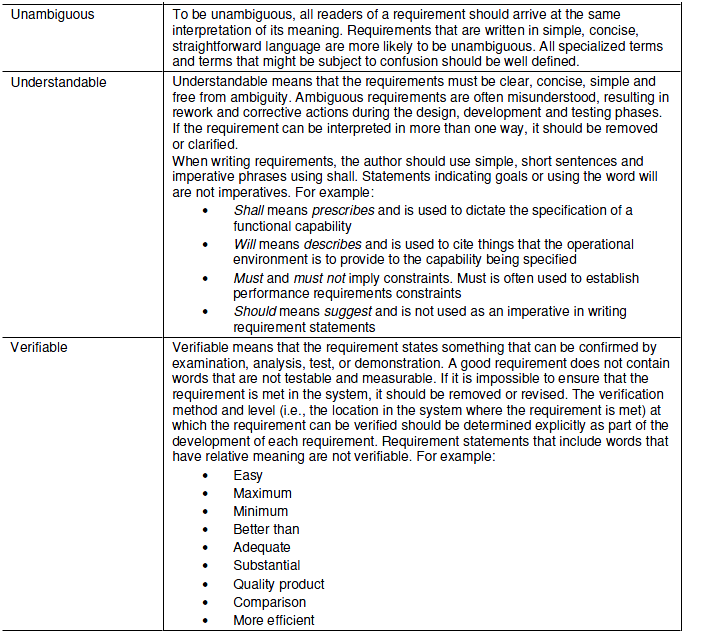 Unambiguous
To be unambiguous, all readers of a requirement should arrive at the same
interpretation of its meaning. Requirements that are written in simple, concise,
straightforward language are more likely to be unambiguous. All specialized terms
and terms that might be subject to confusion should be well defined.
Understandable
Understandable means that the requirements must be clear, concise, simple and
free from ambiguity. Ambiguous requirements are often misunderstood, resulting in
rework and corrective actions during the design, development and testing phases.
If the requirement can be interpreted in more than one way, it should be removed
or clarified.
When writing requirements, the author should use simple, short sentences and
imperative phrases using shall. Statements indicating goals or using the word will
are not imperatives. For example:
• Shall means prescribes and is used to dictate the specification of a
functional capability
• Will means describes and is used to cite things that the operational
environment is to provide to the capability being specified
• Must and must not imply constraints. Must is often used to establish
performance requirements constraints
• Should means suggest and is not used as an imperative in writing
requirement statements
Verifiable
Verifiable means that the requirement states something that can be confirmed by
examination, analysis, test, or demonstration. A good requirement does not contain
words that are not testable and measurable. If it is impossible to ensure that the
requirement is met in the system, it should be removed or revised. The verification
method and level (i.e., the location in the system where the requirement is met) at
which the requirement can be verified should be determined explicitly as part of the
development of each requirement. Requirement statements that include words that
have relative meaning are not verifiable. For example:
• Easy
• Maximum
• Minimum
• Better than
• Adequate
• Substantial
• Quality product
• Comparison
• More efficient